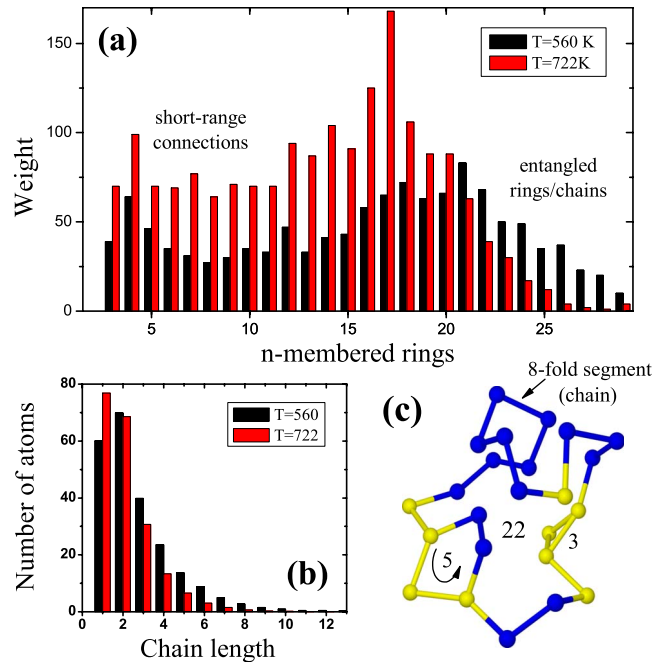 (a)
T=560 K
T=722K
short-range
connections
entangled
rings/chains
Weight
150
100
50
0
5 10 15 20 25
n-membered rings
80
60
40
20
0
T=560
T=722
Number of atoms
(b)
0 2 4 6 8 10 12
Chain length
8-fold segment
(chain)
(c)
22
3
5